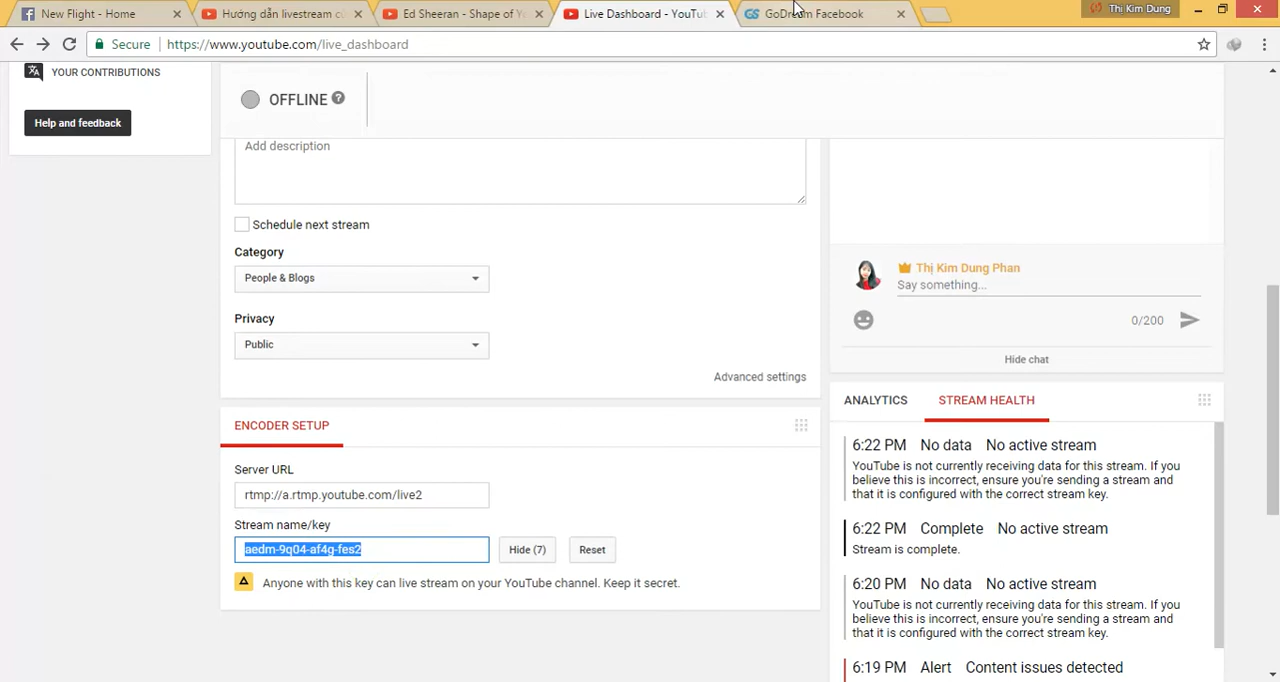 New Flight - Home
Hướng dẫn livestream
Ed Sheeran - Shape of Y
Live Dashboard - YouTu
Facebook
Thị Kim Dung
Secure
https://www.youtube.com/live_dashboard
YOUR CONTRIBUTIONS
Help and feedback
OFFLINE ?
Add description
Schedule next stream
Category
People & Blogs
Privacy
Public
Advanced settings
ENCODER SETUP
Server URL
rtmp://a.rtmp.youtube.com/live2
Stream name/key
aedm-9q04-af4g-fes2
Hide (7)
Reset
Anyone with this key can live stream on your YouTube channel. Keep it secret.
Thị Kim Dung Phan
Say something...
0/200
Hide chat
ANALYTICS
STREAM HEALTH
6:22 PM No data No active stream
YouTube is not currently receiving data for this stream. If you
believe this is incorrect, ensure you're sending a stream and
that it is configured with the correct stream key.
6:22 PM Complete No active stream
Stream is complete.
6:20 PM No data No active stream
YouTube is not currently receiving data for this stream. If you
believe this is incorrect, ensure you're sending a stream and
that it is configured with the correct stream key.
6:19 PM Alert Content issues detected